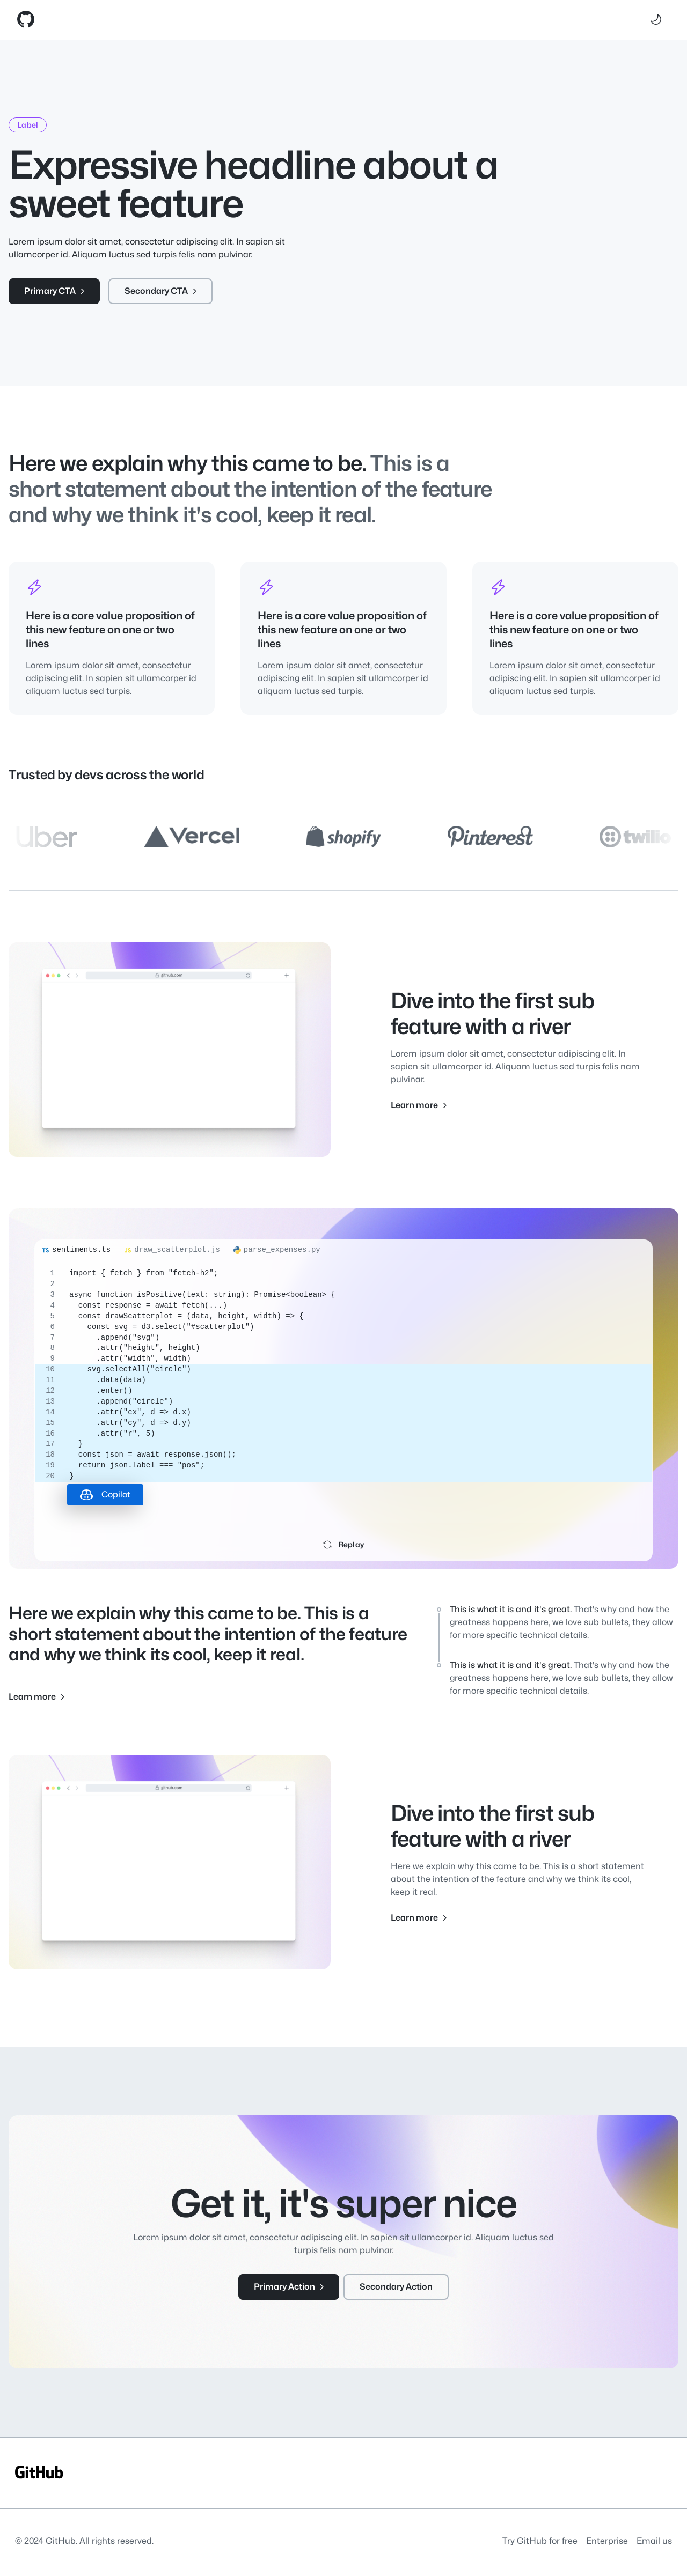 Label
Expressive headline about a
sweet feature
Lorem ipsum dolor sit amet, consectetur adipiscing elit. In sapien sit
ullamcorper id. Aliquam luctus sed turpis felis nam pulvinar.
Primary CTA
Secondary CTA
Here we explain why this came to be. This is a
short statement about the intention of the feature
and why we think it's cool, keep it real.
Here is a core value proposition of
this new feature on one or two
lines
Lorem ipsum dolor sit amet, consectetur
adipiscing elit. In sapien sit ullamcorper id
aliquam luctus sed turpis.
Here is a core value proposition of
this new feature on one or two
lines
Lorem ipsum dolor sit amet, consectetur
adipiscing elit. In sapien sit ullamcorper id
aliquam luctus sed turpis.
Here is a core value proposition of
this new feature on one or two
lines
Lorem ipsum dolor sit amet, consectetur
adipiscing elit. In sapien sit ullamcorper id
aliquam luctus sed turpis.
Trusted by devs across the world
Uber
Vercel
shopify
Pinterest
twilio
github.com
Dive into the first sub
feature with a river
Lorem ipsum dolor sit amet, consectetur adipiscing elit. In
sapien sit ullamcorper id. Aliquam luctus sed turpis felis nam
pulvinar.
Learn more
TS sentiments.ts JS draw_scatterplot.js parse_expenses.py
1 import { fetch } from "fetch-h2";
2
3 async function isPositive(text: string): Promise<boolean> {
4 const response = await fetch(...)
5 const drawScatterplot = (data, height, width) => {
6 const svg = d3.select("#scatterplot")
7 .append("svg")
8 .attr("height", height)
9 .attr("width", width)
10 svg.selectAll("circle")
11 .data(data)
12 .enter()
13 .append("circle")
14 .attr("cx", d => d.x)
15 .attr("cy", d => d.y)
16 .attr("r", 5)
17 }
18 const json = await response.json();
19 return json.label === "pos";
20 }
Copilot
Replay
Here we explain why this came to be. This is a
short statement about the intention of the feature
and why we think its cool, keep it real.
Learn more
This is what it is and it's great. That's why and how the
greatness happens here, we love sub bullets, they allow
for more specific technical details.
This is what it is and it's great. That's why and how the
greatness happens here, we love sub bullets, they allow
for more specific technical details.
github.com
Dive into the first sub
feature with a river
Here we explain why this came to be. This is a short statement
about the intention of the feature and why we think its cool,
keep it real.
Learn more
Get it, it's super nice
Lorem ipsum dolor sit amet, consectetur adipiscing elit. In sapien sit ullamcorper id. Aliquam luctus sed
turpis felis nam pulvinar.
Primary Action
Secondary Action
GitHub
© 2024 GitHub. All rights reserved.
Try GitHub for free Enterprise Email us